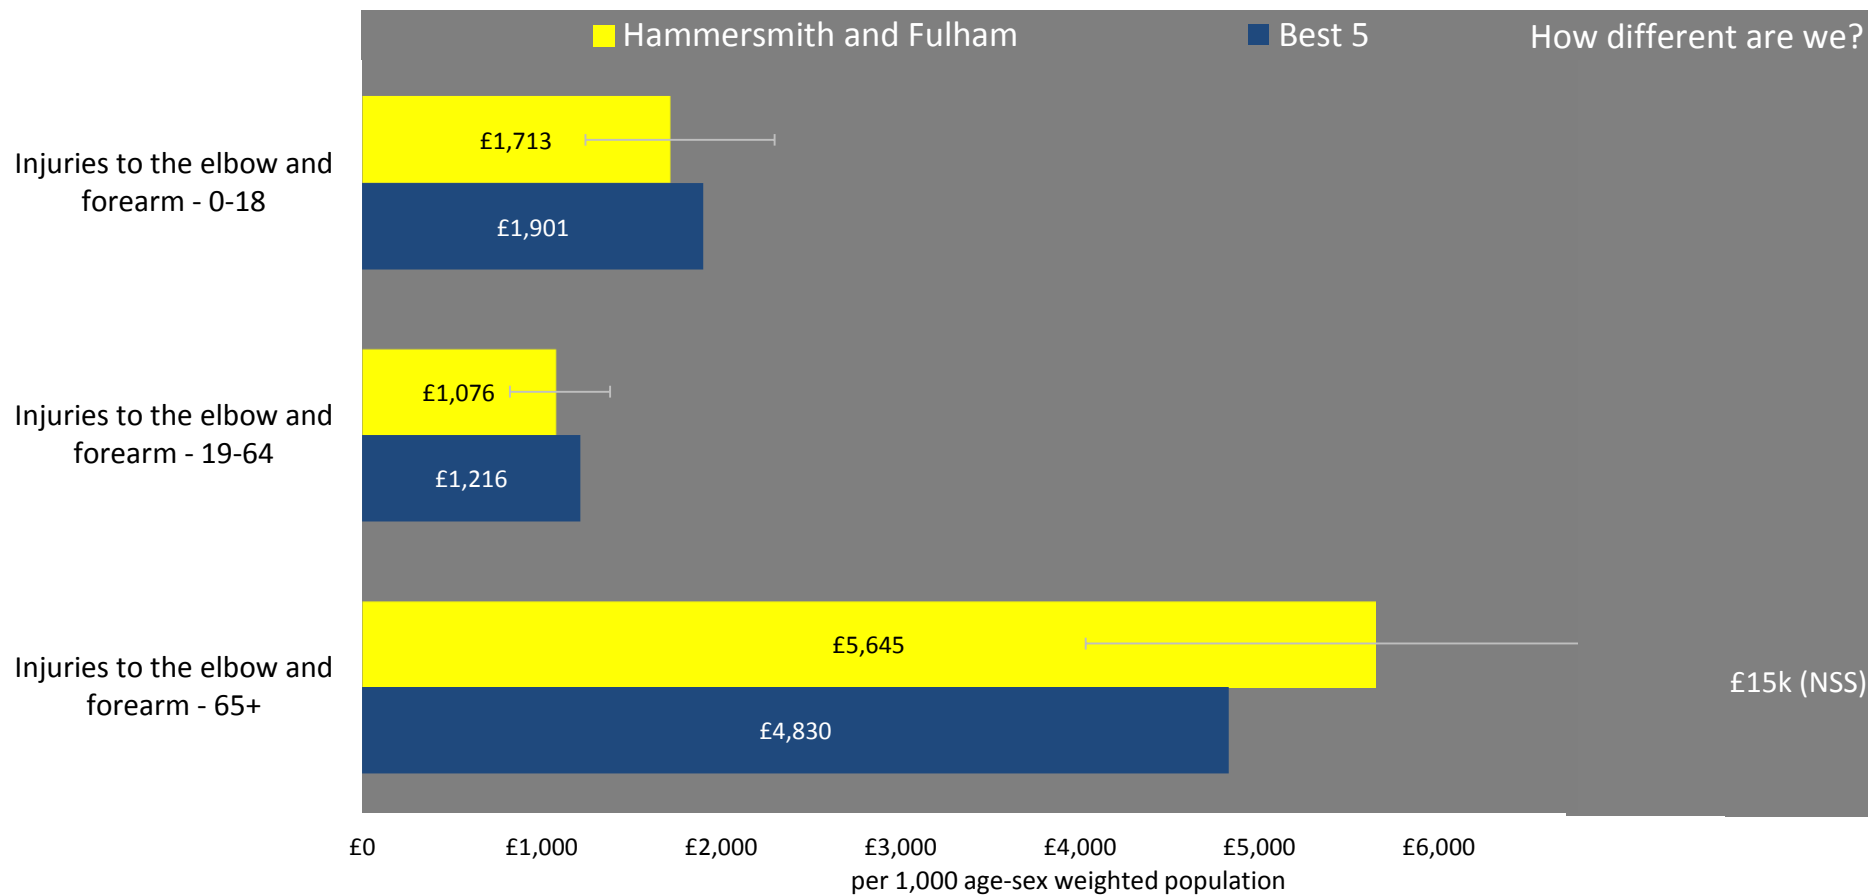 Hammersmith and Fulham
Best 5
How different are we?
Injuries to the elbow and
forearm - 0-18
£1,713
£1,901
Injuries to the elbow and
forearm - 19-64
£1,076
£1,216
Injuries to the elbow and
forearm - 65+
£5,645
£4,830
£15k (NSS)
£0
£1,000
£2,000
£3,000
£4,000
£5,000
£6,000
per 1,000 age-sex weighted population